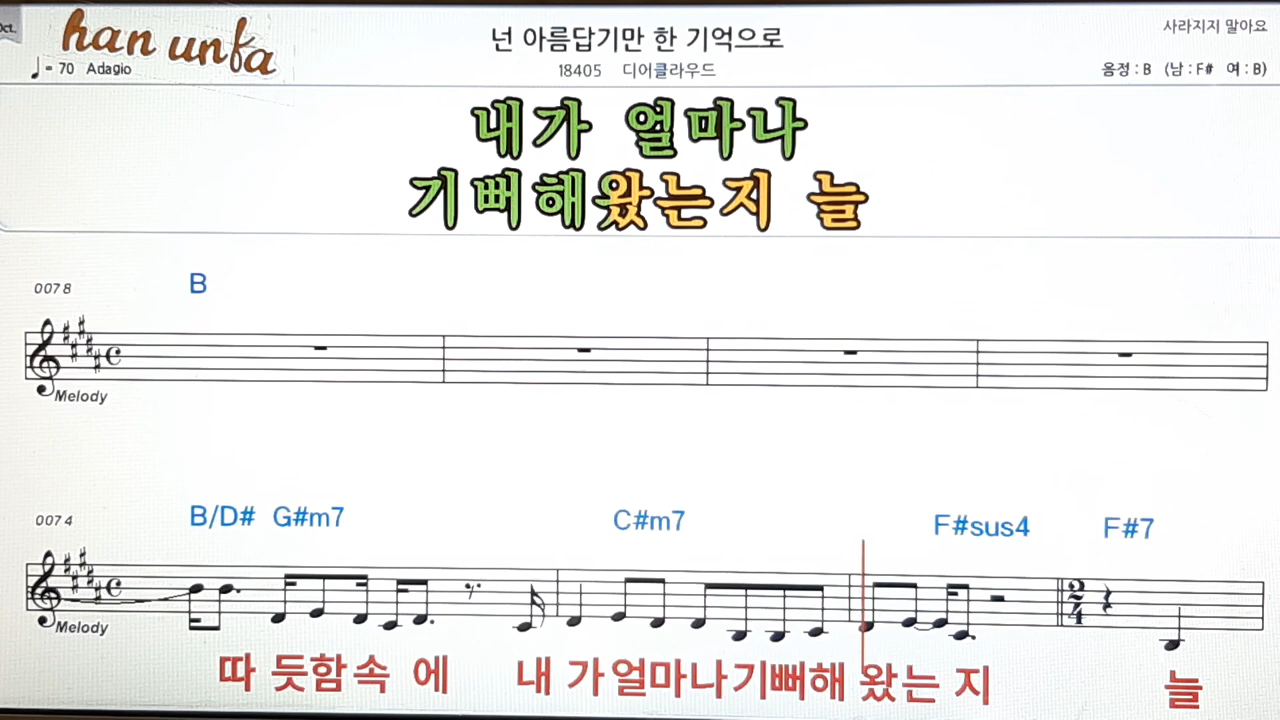 Oct.
han unfa
♩= 70 Adagio
넌 아름답기만 한 기억으로
18405 디어클라우드
사라지지 말아요
음정 : B (남 : F# 여 : B)
내가 얼마나
기뻐해왔는지 늘
0078 B
Melody
0074 B/D# G#m7 C#m7 F#sus4 F#7
2/4
Melody
따 듯함속 에 내 가얼마나기뻐해 왔는 지 늘